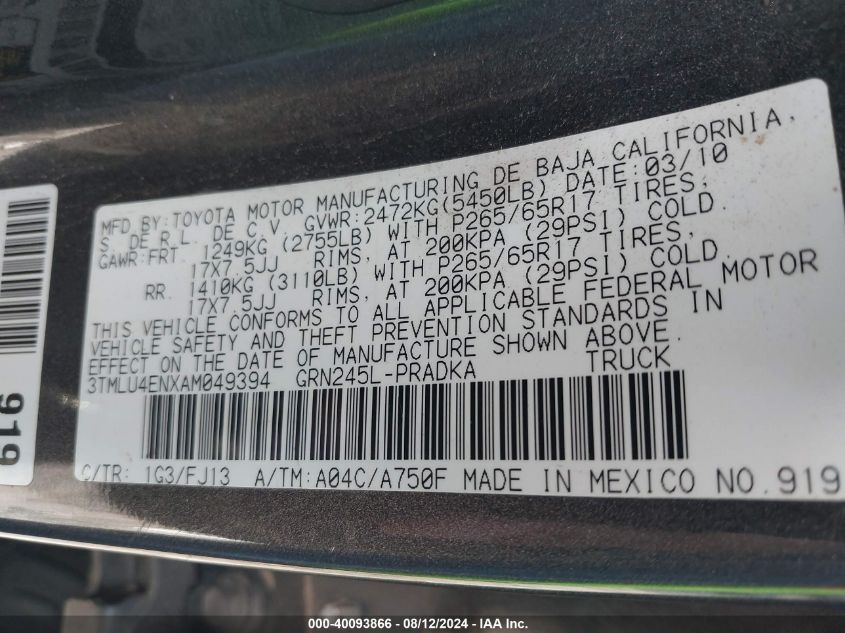 MFD BY:TOYOTA MOTOR MANUFACTURING DE BAJA CALIFORNIA,
S. DE R.L. DE C.V. GVWR:2472KG(5450LB) DATE:03/10
GAWR:FRT. 1249KG (2755LB) WITH P265/65R17 TIRES,
17X7.5JJ RIMS, AT 200KPA (29PSI) COLD
RR. 1410KG (3110LB) WITH P265/65R17 TIRES,
17X7.5JJ RIMS, AT 200KPA (29PSI) COLD.
THIS VEHICLE CONFORMS TO ALL APPLICABLE FEDERAL MOTOR
VEHICLE SAFETY AND THEFT PREVENTION STANDARDS IN
EFFECT ON THE DATE OF MANUFACTURE SHOWN ABOVE.
3TMLU4ENXAM049394 GRN245L-PRADKA TRUCK
C/TR: 1G3/FJ13 A/TM:A04C/A750F MADE IN MEXICO NO.919
919
000-40093866 - 08/12/2024 - IAA Inc.